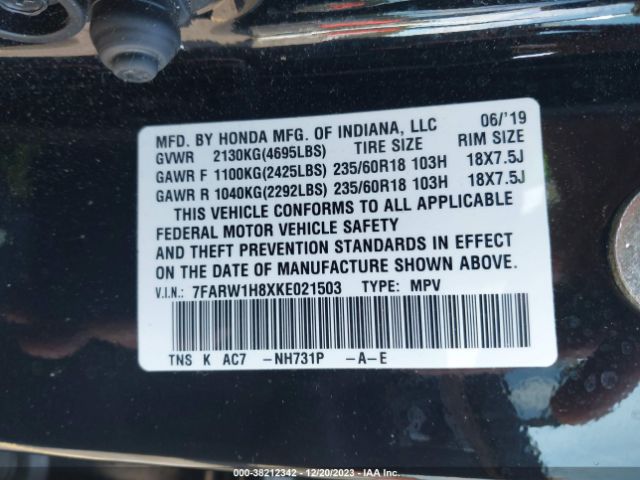 MFD. BY HONDA MFG. OF INDIANA, LLC 06/'19
GVWR 2130KG(4695LBS) TIRE SIZE RIM SIZE
GAWR F 1100KG(2425LBS) 235/60R18 103H 18X7.5J
GAWR R 1040KG(2292LBS) 235/60R18 103H 18X7.5J
THIS VEHICLE CONFORMS TO ALL APPLICABLE
FEDERAL MOTOR VEHICLE SAFETY
AND THEFT PREVENTION STANDARDS IN EFFECT
ON THE DATE OF MANUFACTURE SHOWN ABOVE.
V.I.N.: 7FARW1H8XKE021503 TYPE: MPV
TNS K AC7 -NH731P -A-E
000-38212342 - 12/20/2023 - IAA Inc.